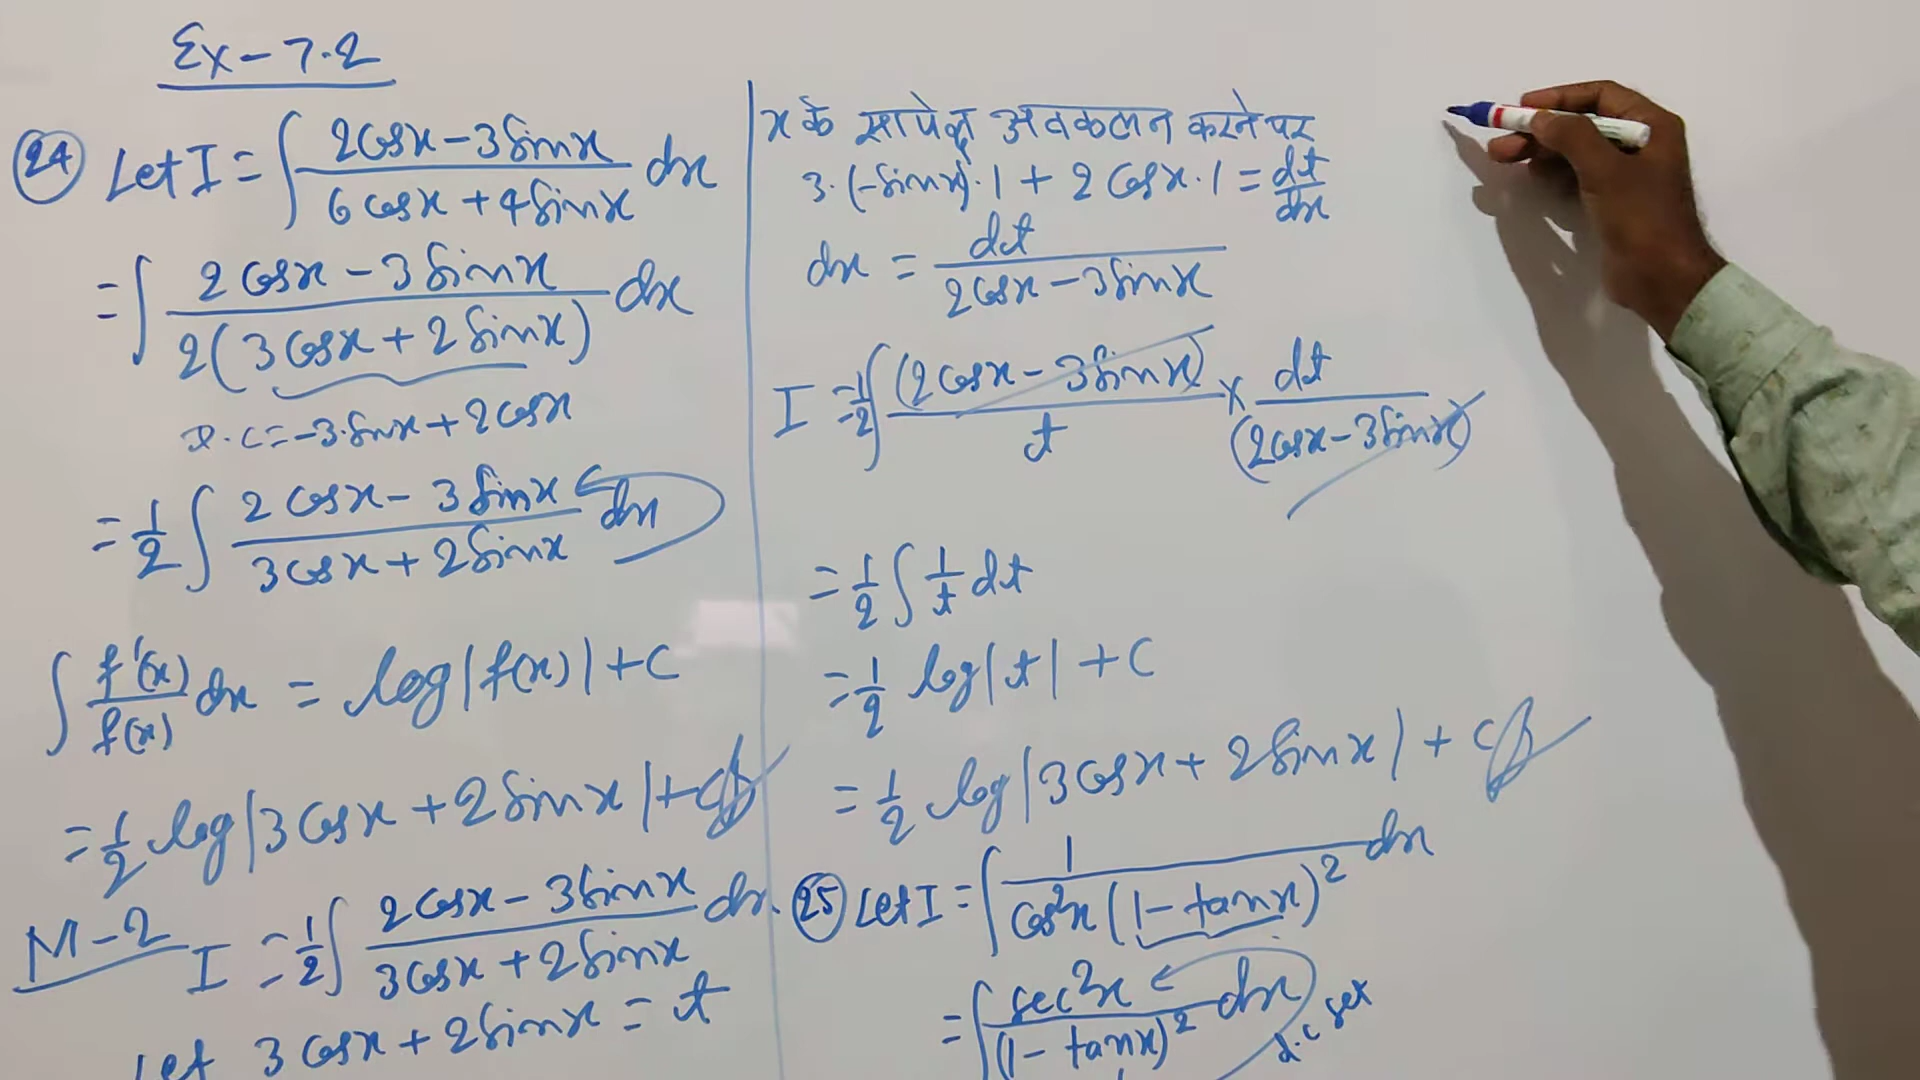 Ex-7.2
24 Let I = ∫ (2cosx - 3sinx)/(6cosx + 4sinx) dx
= ∫ (2cosx - 3sinx)/(2(3cosx + 2sinx)) dx
d.c = -3.sinx + 2cosx
= 1/2 ∫ (2cosx - 3sinx)/(3cosx + 2sinx) dx
∫ f'(x)/f(x) dx = log|f(x)| + C
= 1/2 log|3cosx + 2sinx| + C
M-2 I = 1/2 ∫ (2cosx - 3sinx)/(3cosx + 2sinx) dx.
Let 3cosx + 2sinx = t
x के सापेक्ष अवकलन करने पर
3.(-sinx).1 + 2cosx.1 = dt/dx
dx = dt/(2cosx - 3sinx)
I = 1/2 ∫ (2cosx - 3sinx)/t × dt/(2cosx - 3sinx)
= 1/2 ∫ 1/t dt
= 1/2 log|t| + C
= 1/2 log|3cosx + 2sinx| + C
25 Let I = ∫ 1/(cos²x (1 - tanx)²) dx
= ∫ sec²x/(1 - tanx)² dx